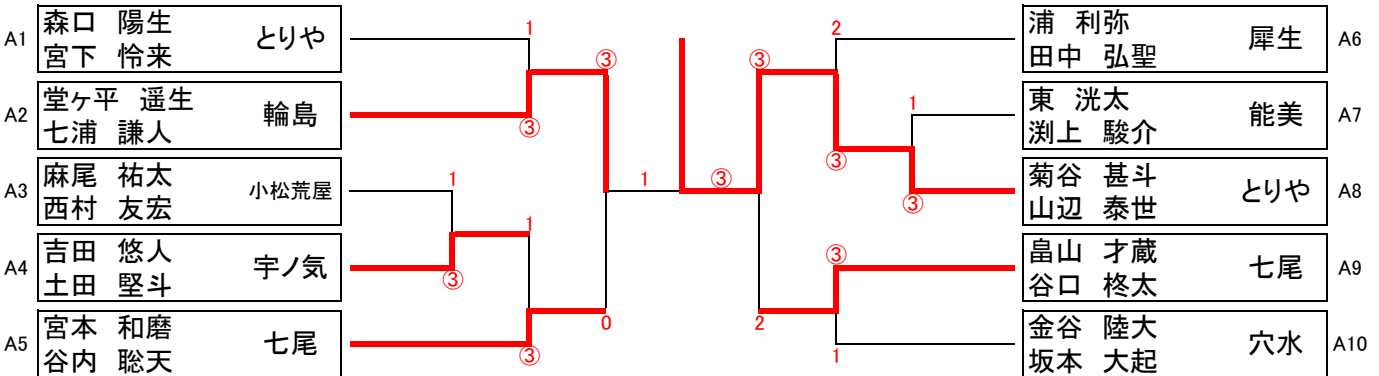 A1 森口 陽生 とりや
宮下 怜来
A2 堂ヶ平 遥生 輪島
七浦 謙人
A3 麻尾 祐太 小松荒屋
西村 友宏
A4 吉田 悠人 宇ノ気
土田 堅斗
A5 宮本 和磨 七尾
谷内 聡天
1
③
③
1
③
1
③
0
1
③
③
2
2
③
1
③
③
1
浦 利弥 犀生 A6
田中 弘聖
東 洸太 能美 A7
渕上 駿介
菊谷 甚斗 とりや A8
山辺 泰世
畠山 才蔵 七尾 A9
谷口 柊太
金谷 陸大 穴水 A10
坂本 大起